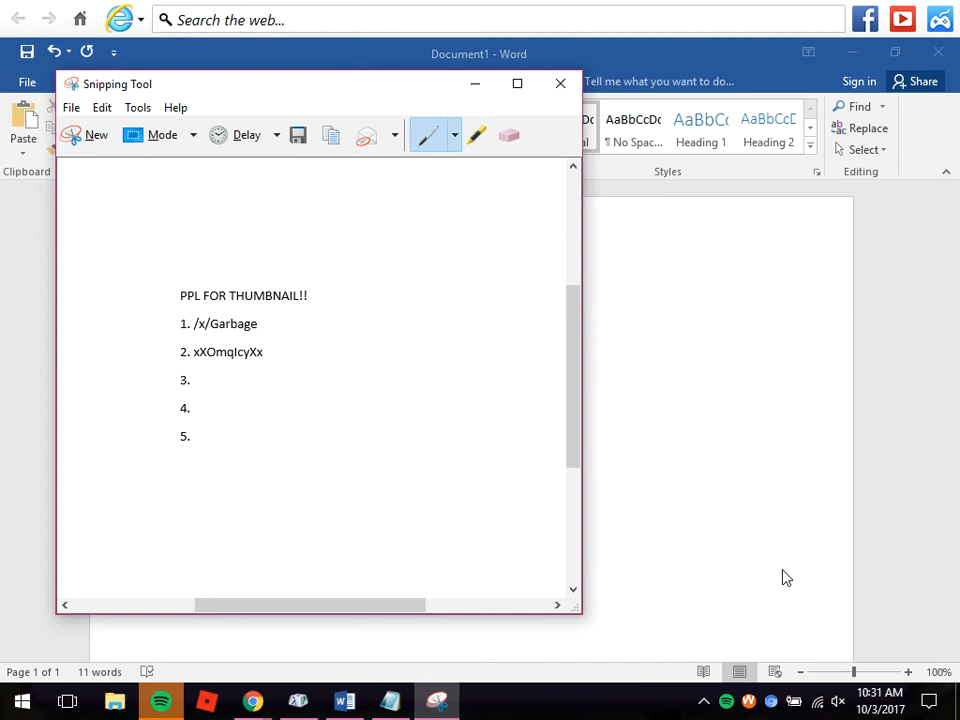 Search the web...
Document1 - Word
File
Tell me what you want to do...
Sign in
Share
Snipping Tool
File Edit Tools Help
New Mode Delay
Paste
Clipboard
AaBbCcDc AaBbCc AaBbCcD
¶ No Spac... Heading 1 Heading 2
Styles
Find
Replace
Select
Editing
PPL FOR THUMBNAIL!!
1. /x/Garbage
2. xXOmqIcyXx
3.
4.
5.
Page 1 of 1 11 words
100%
10:31 AM
10/3/2017